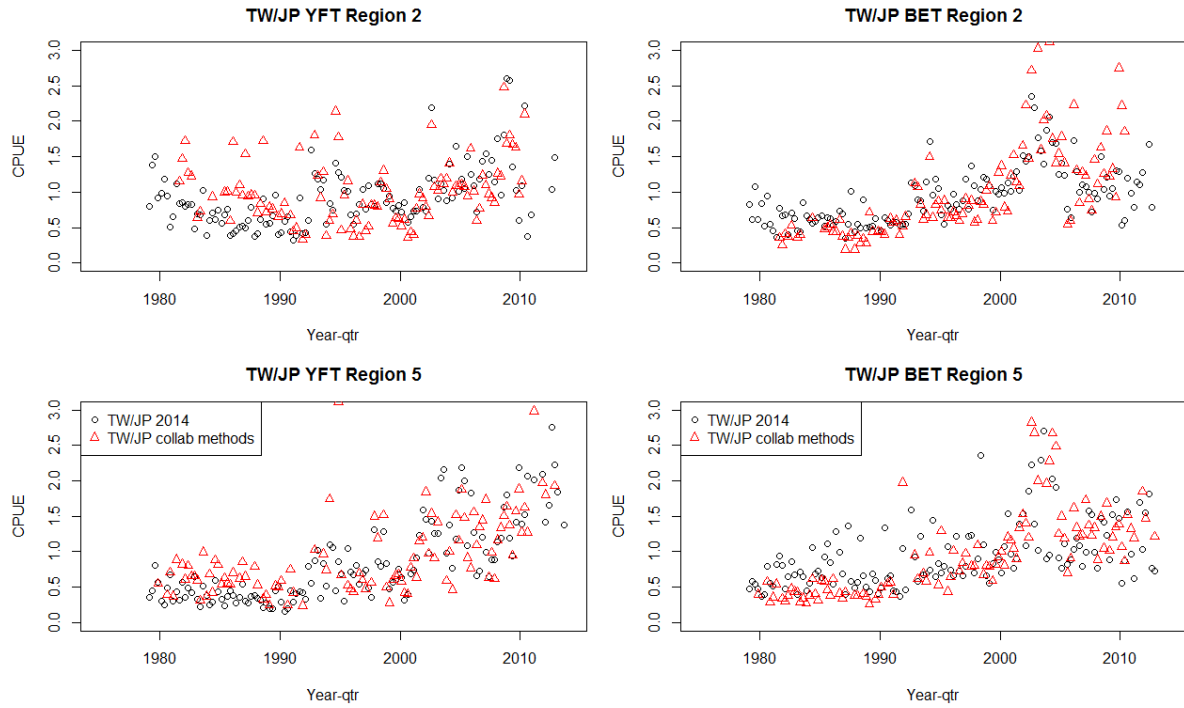 TW/JP YFT Region 2
CPUE
3.0
2.5
2.0
1.5
1.0
0.5
0.0
1980 1990 2000 2010
Year-qtr
TW/JP BET Region 2
CPUE
3.0
2.5
2.0
1.5
1.0
0.5
0.0
1980 1990 2000 2010
Year-qtr
TW/JP YFT Region 5
TW/JP 2014
TW/JP collab methods
CPUE
3.0
2.5
2.0
1.5
1.0
0.5
0.0
1980 1990 2000 2010
Year-qtr
TW/JP BET Region 5
TW/JP 2014
TW/JP collab methods
CPUE
3.0
2.5
2.0
1.5
1.0
0.5
0.0
1980 1990 2000 2010
Year-qtr